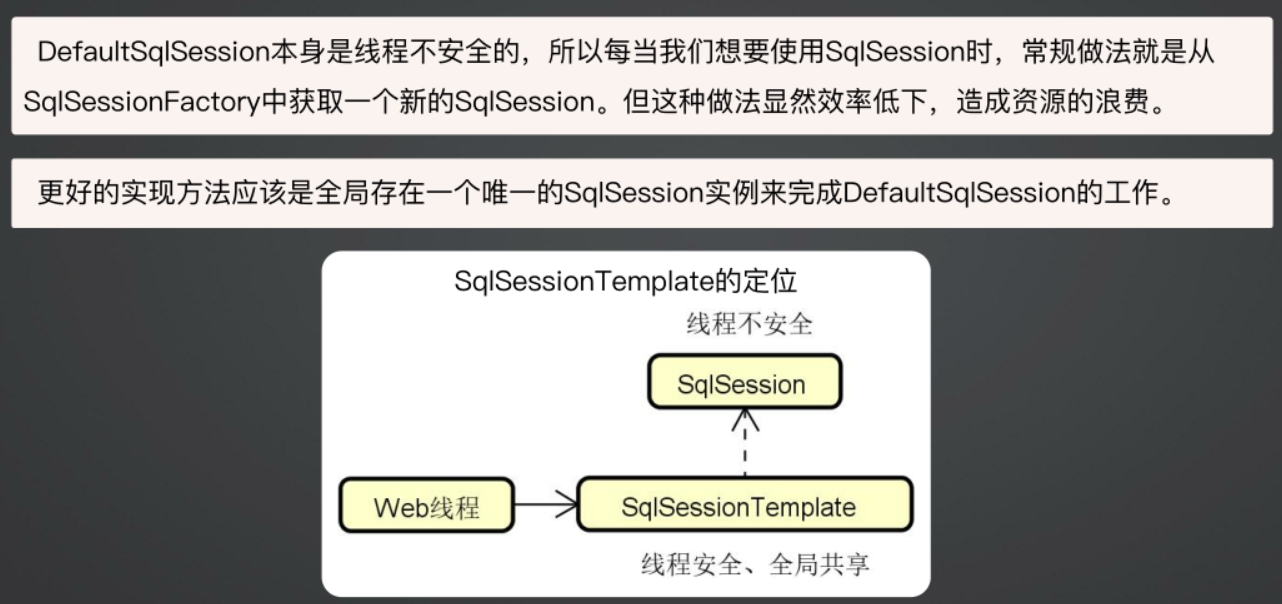 DefaultSqlSession本身是线程不安全的，所以每当我们想要使用SqlSession时，常规做法就是从
SqlSessionFactory中获取一个新的SqlSession。但这种做法显然效率低下，造成资源的浪费。
更好的实现方法应该是全局存在一个唯一的SqlSession实例来完成DefaultSqlSession的工作。
SqlSessionTemplate的定位
线程不安全
SqlSession
Web线程
SqlSessionTemplate
线程安全、全局共享